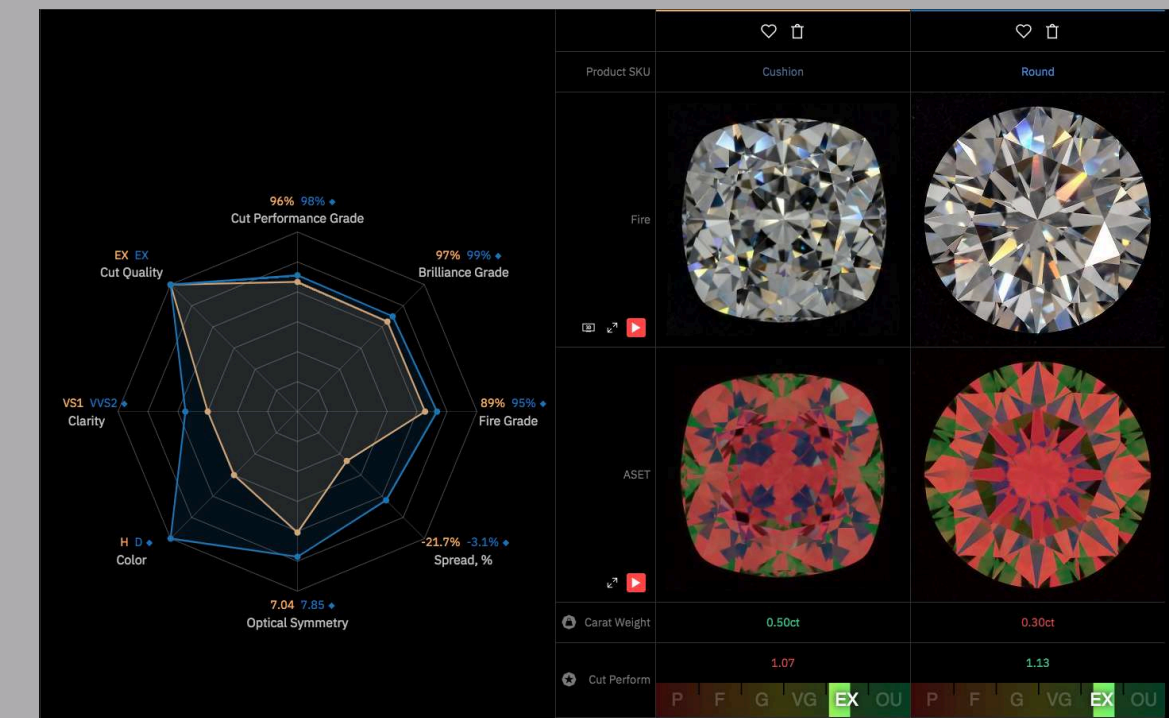 96% 98%
Cut Performance Grade
EX EX
Cut Quality
97% 99%
Brilliance Grade
VS1 VVS2
Clarity
89% 95%
Fire Grade
H D
Color
-21.7% -3.1%
Spread, %
7.04 7.85
Optical Symmetry
Product SKU Cushion Round
Fire
ASET
Carat Weight 0.50ct 0.30ct
Cut Perform 1.07 1.13
P F G VG EX OU P F G VG EX OU